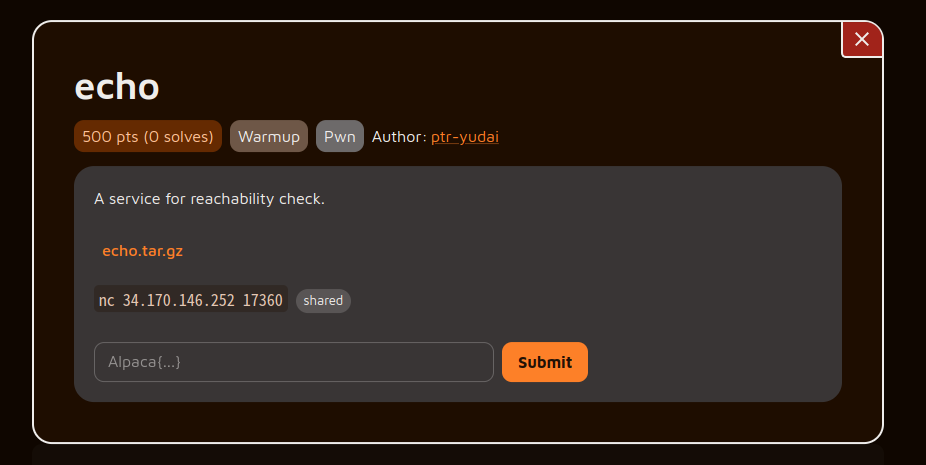 echo
500 pts (0 solves) Warmup Pwn Author: ptr-yudai
A service for reachability check.
echo.tar.gz
nc 34.170.146.252 17360 shared
Alpaca{...} Submit